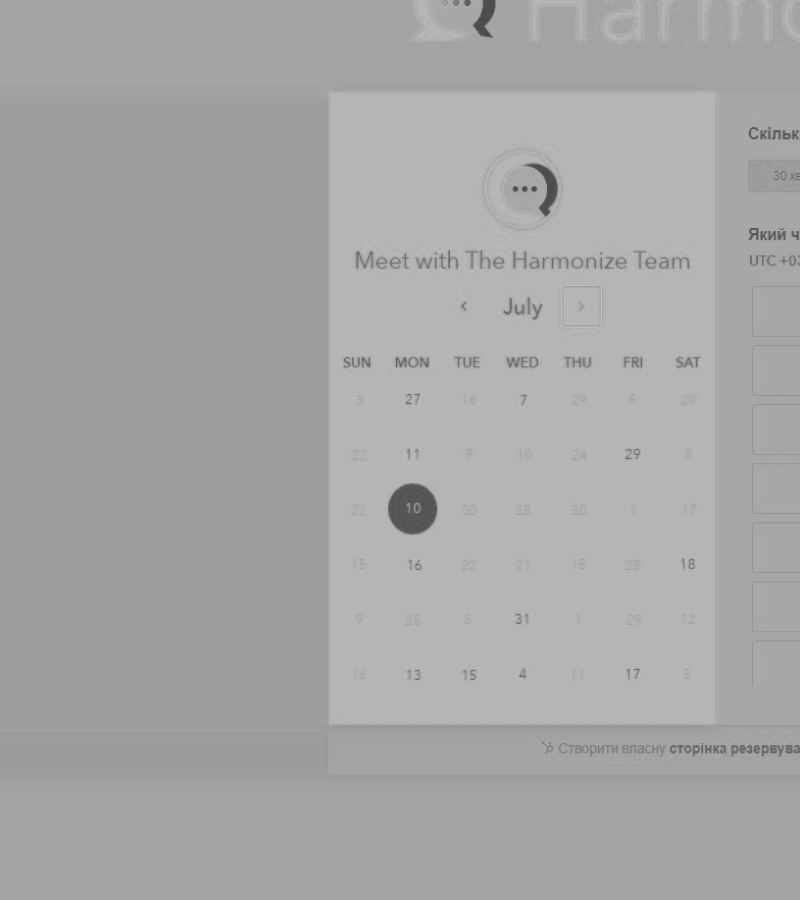 Harmo
Meet with The Harmonize Team
‹ July ›
SUN MON TUE WED THU FRI SAT
3 27 16 7 29 5 29
22 11 9 10 24 29 8
22 10 30 28 30 1 17
15 16 22 21 15 28 18
9 25 5 31 1 29 12
16 13 15 4 11 17 5
Скільк
30 хв
Який ч
UTC +03
Створити власну сторінка резервува